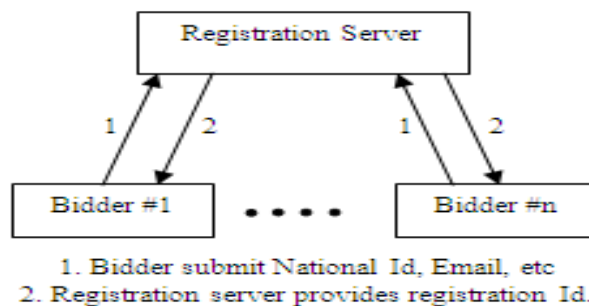 Registration Server
1 2 1 2
Bidder #1 Bidder #n
1. Bidder submit National Id, Email, etc
2. Registration server provides registration Id.